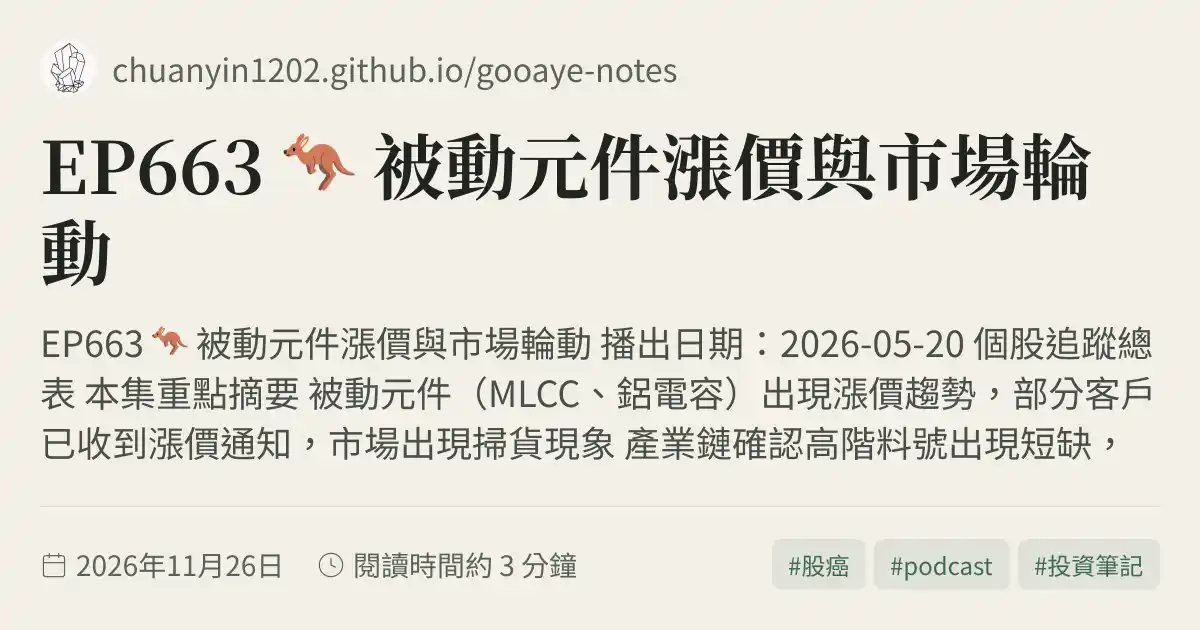 chuanyin1202.github.io/gooaye-notes
EP663 🦘 被動元件漲價與市場輪
動
EP663 🦘 被動元件漲價與市場輪動 播出日期：2026-05-20 個股追蹤總
表 本集重點摘要 被動元件（MLCC、鋁電容）出現漲價趨勢，部分客戶
已收到漲價通知，市場出現掃貨現象 產業鏈確認高階料號出現短缺，
2026年11月26日 閱讀時間約 3 分鐘 #股癌 #podcast #投資筆記